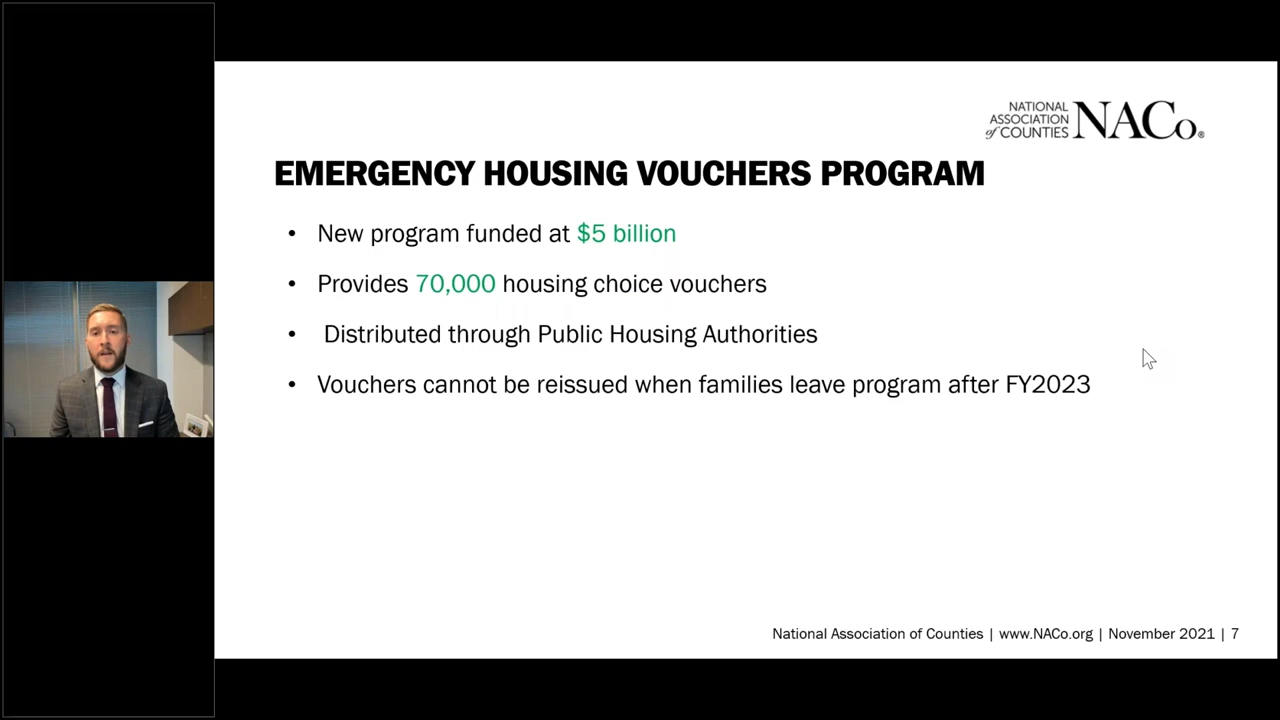 NATIONAL
ASSOCIATION
of COUNTIES
NACo®
EMERGENCY HOUSING VOUCHERS PROGRAM
• New program funded at $5 billion
• Provides 70,000 housing choice vouchers
• Distributed through Public Housing Authorities
• Vouchers cannot be reissued when families leave program after FY2023
National Association of Counties | www.NACo.org | November 2021 | 7